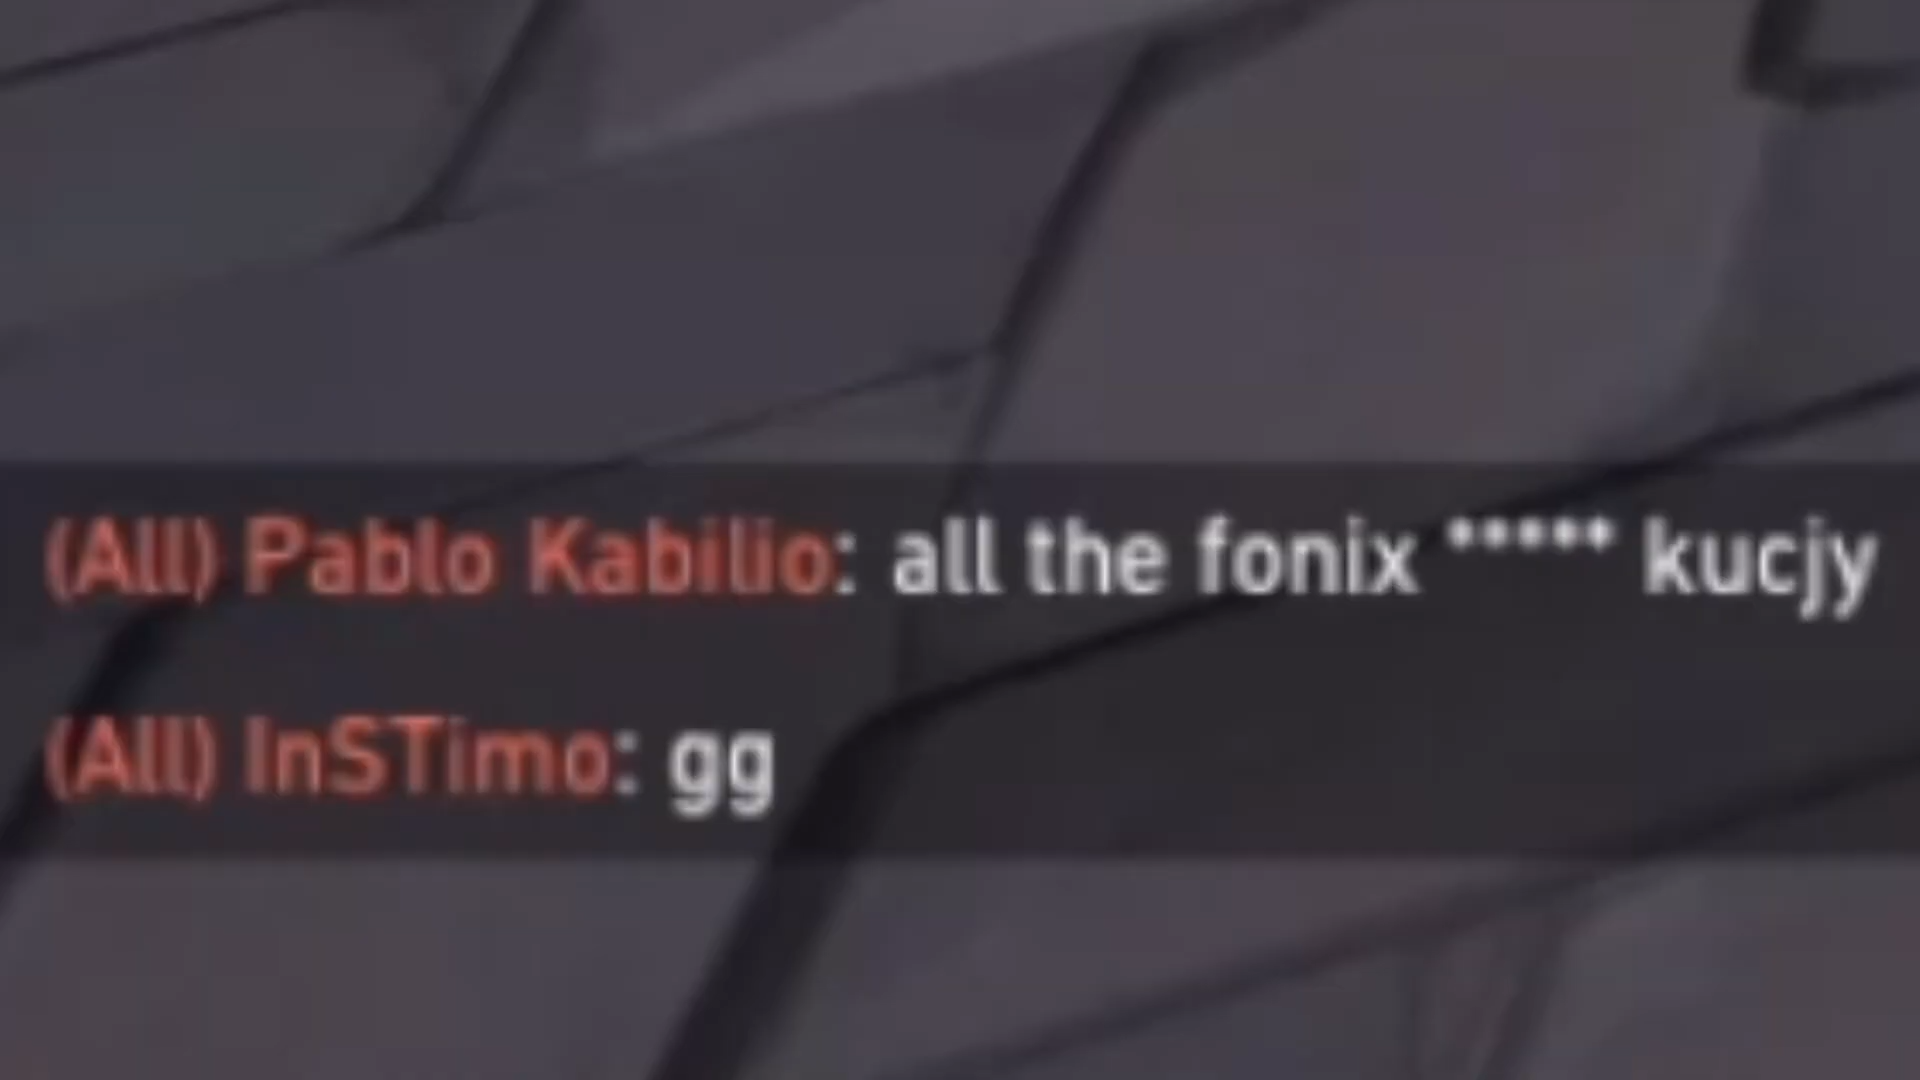 (All) Pablo Kabilio: all the fonix ***** kucjy
(All) InSTimo: gg